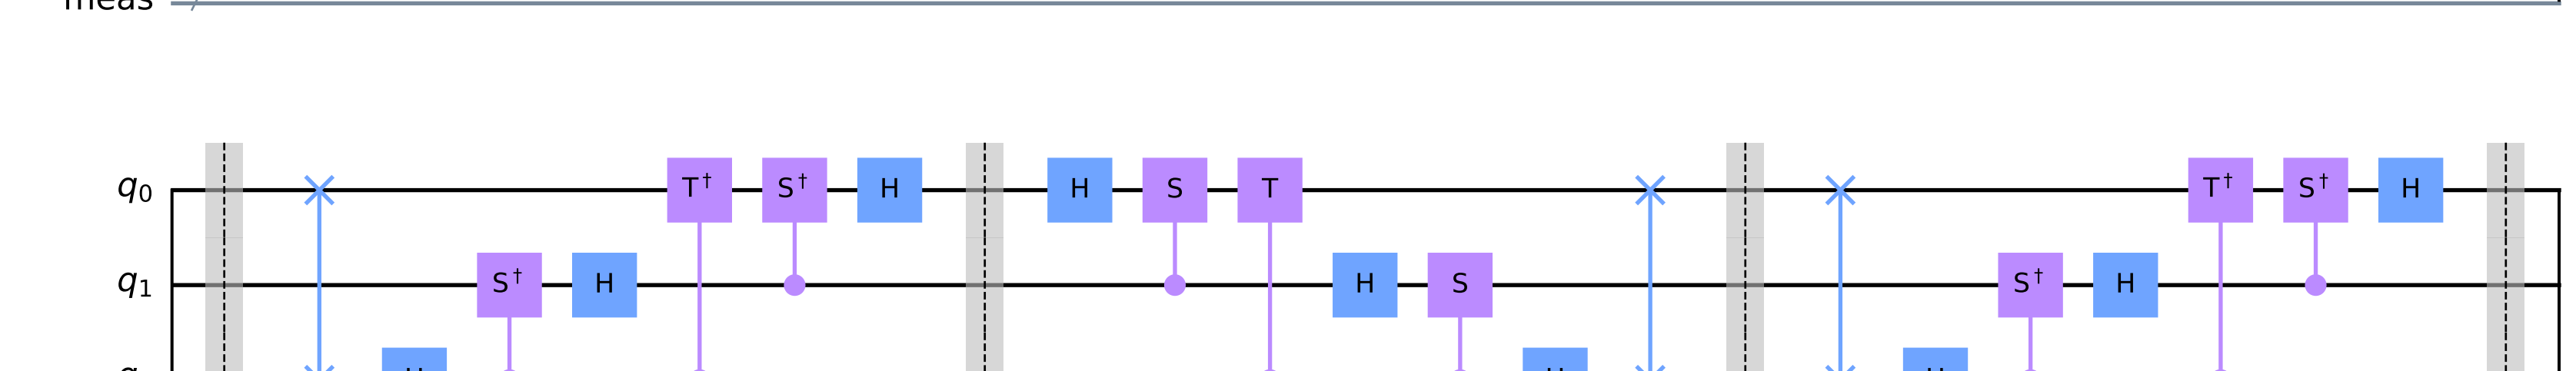 meas
q0 T† S† H H S T T† S† H
q1 S† H H S S† H